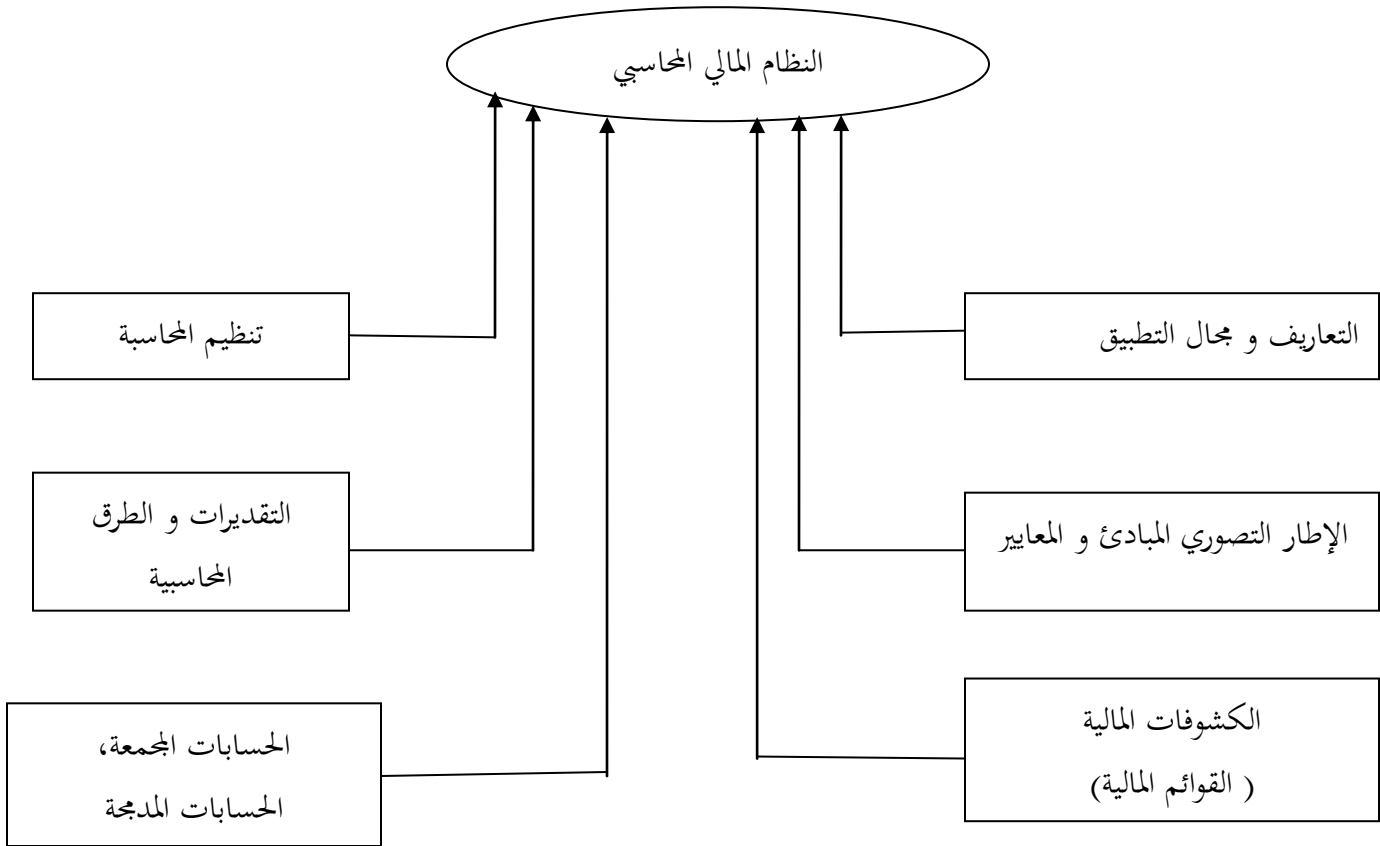 النظام المالي المحاسبي
التعاريف و مجال التطبيق
تنظيم المحاسبة
الإطار التصوري المبادئ و المعايير
التقديرات و الطرق
المحاسبية
الكشوفات المالية
( القوائم المالية)
الحسابات المجمعة،
الحسابات المدمجة